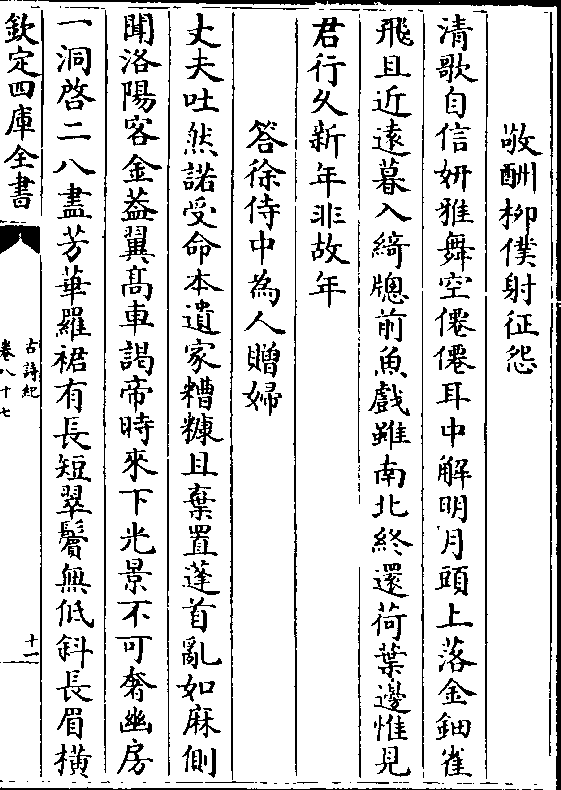 敬酬柳僕射征怨
清歌自信妍雅舞空僊僊耳中解明月頭上落金鈿雀
飛且近遠暮入綺牕前魚戲雖南北終還荷葉邊惟見
君行久新年非故年
答徐侍中為人贈婦
丈夫吐然諾受命本遺家糟糠且棄置蓬首亂如麻側
聞洛陽客金葢翼髙車謁帝時來下光景不可奢幽房
一洞啓二八盡芳華羅裙有長短翠鬢無低斜長眉橫
欽定四庫全書
古詩紀
卷八十七
十一